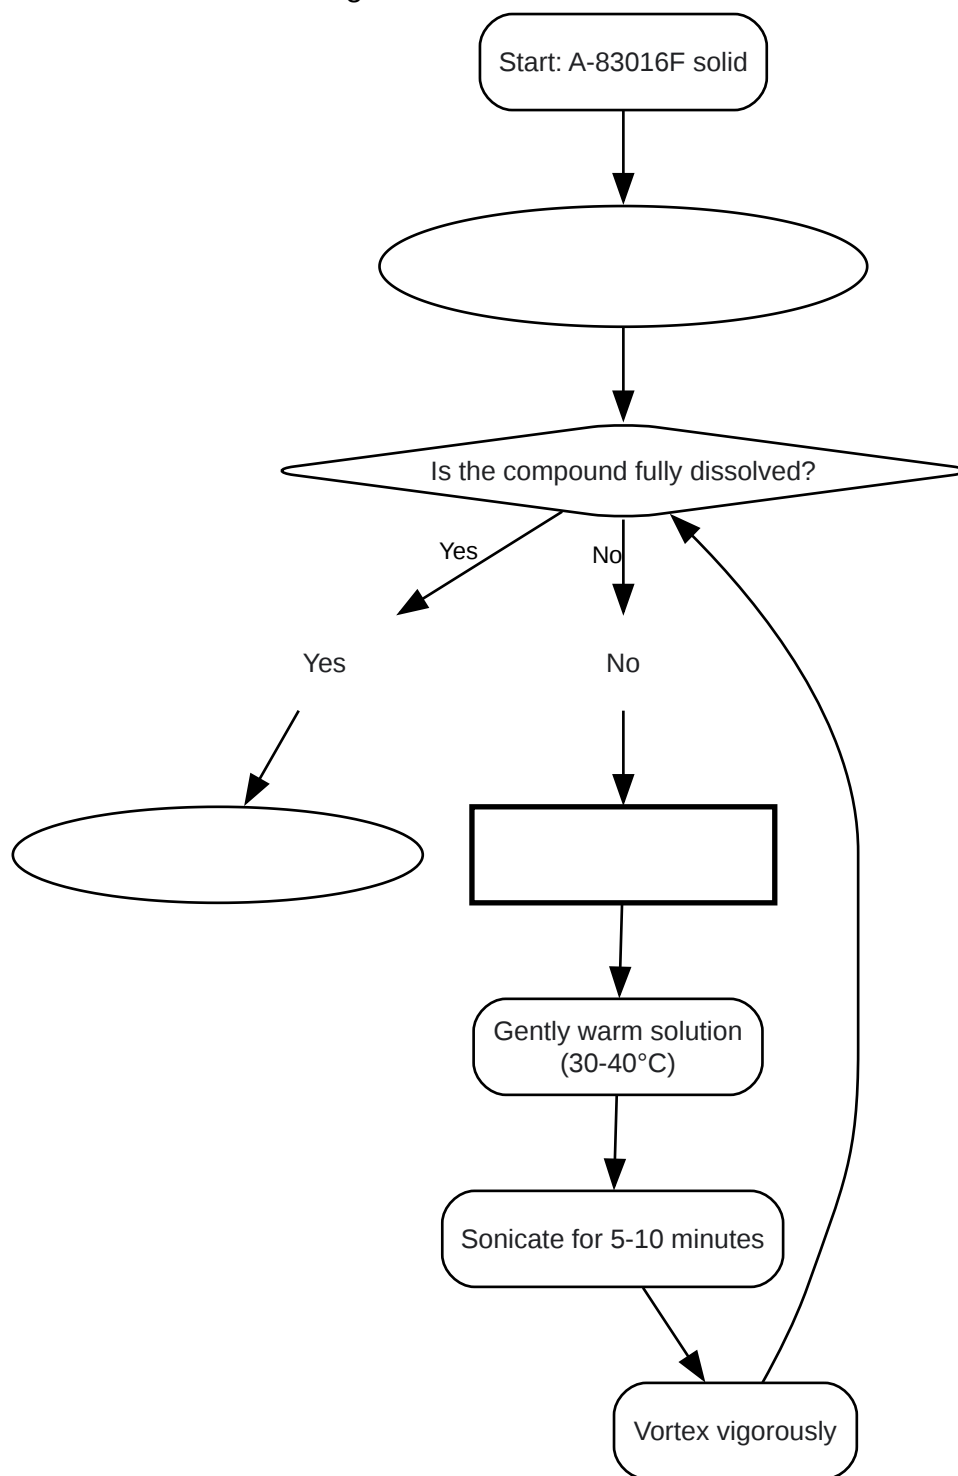 Start: A-83016F solid
Is the compound fully dissolved?
Yes
No
Yes
No
Gently warm solution
(30-40°C)
Sonicate for 5-10 minutes
Vortex vigorously